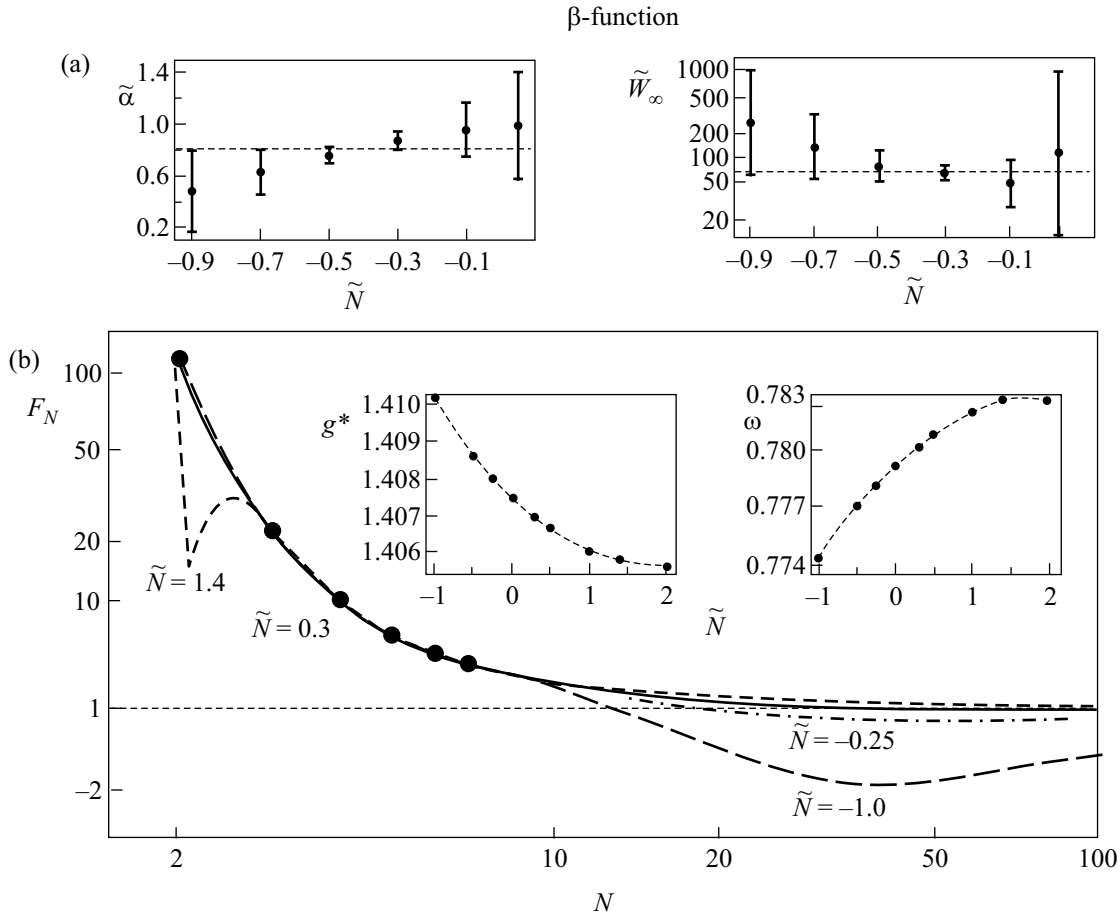 β-function
(a)
α̃
1.4
1.0
0.6
0.2
–0.9 –0.7 –0.5 –0.3 –0.1
Ñ
W̃∞
1000
500
200
100
50
20
–0.9 –0.7 –0.5 –0.3 –0.1
Ñ
(b)
F_N
100
50
20
10
1
–2
g*
1.410
1.409
1.408
1.407
1.406
–1 0 1 2
ω
0.783
0.780
0.777
0.774
–1 0 1 2
Ñ
Ñ = 1.4
Ñ = 0.3
Ñ = –0.25
Ñ = –1.0
2 10 20 50 100
N